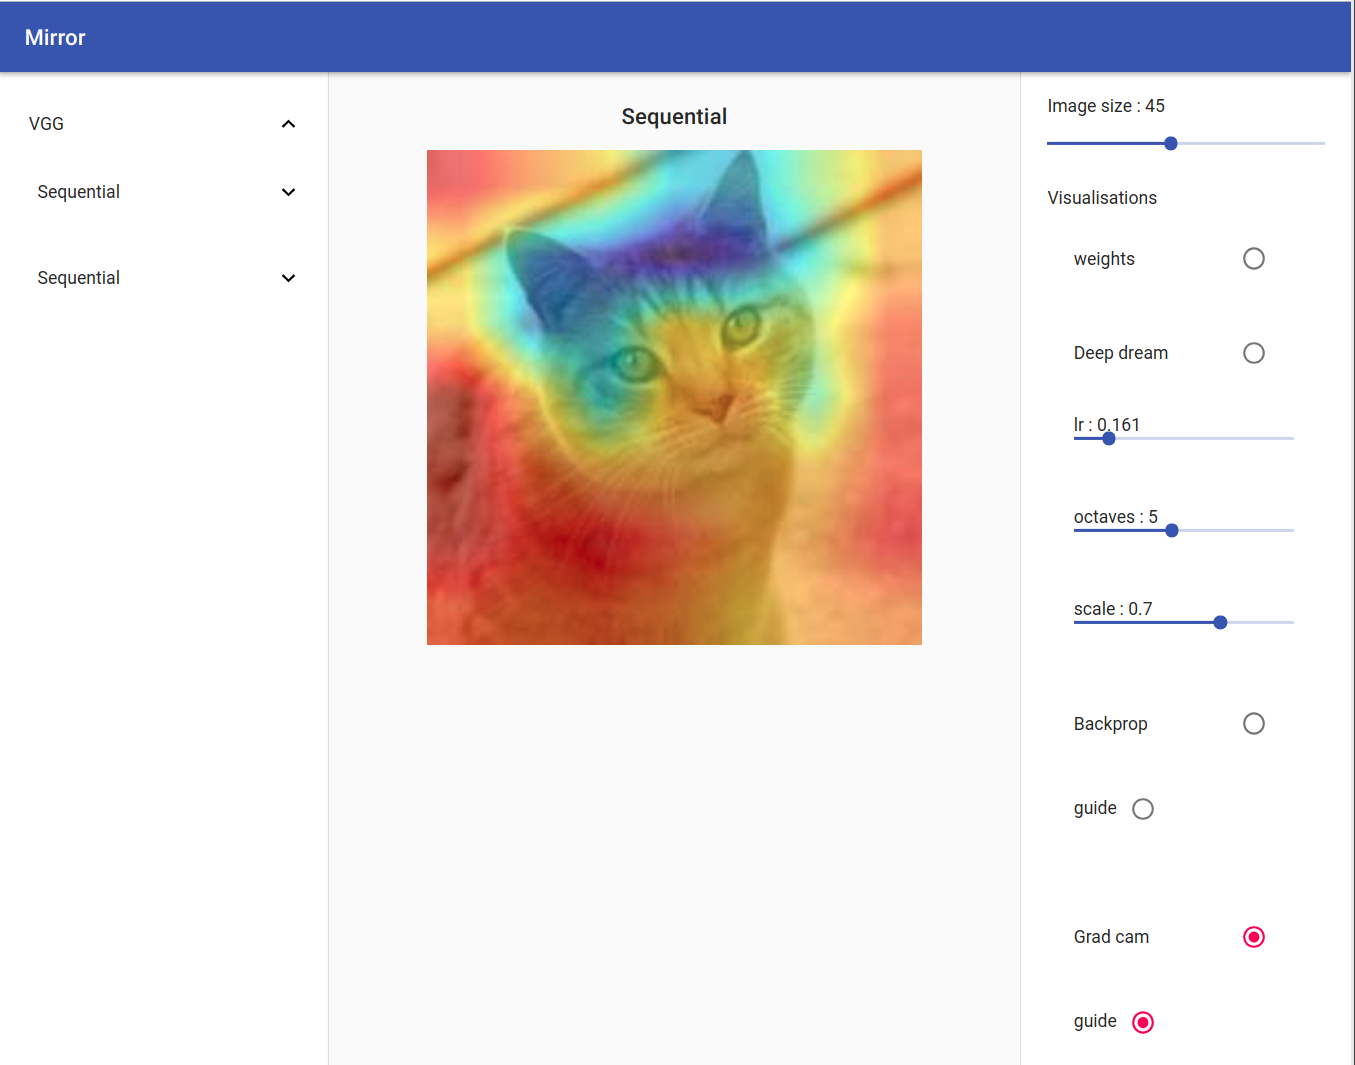 Mirror
VGG
Sequential
Sequential
Sequential
Image size : 45
Visualisations
weights
Deep dream
lr : 0.161
octaves : 5
scale : 0.7
Backprop
guide
Grad cam
guide